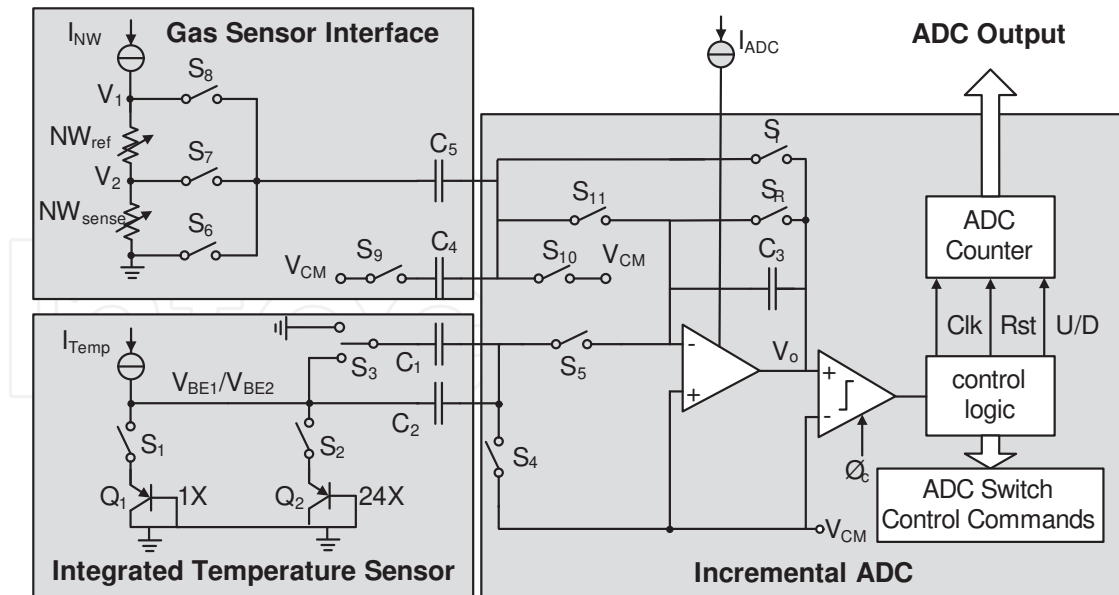 I_NW
Gas Sensor Interface
S_8
V_1
NW_ref
S_7
V_2
NW_sense
S_6
C_5
V_CM
S_9
C_4
I_ADC
ADC Output
S_I
S_11
S_R
S_10
V_CM
C_3
ADC
Counter
Clk
Rst
U/D
control
logic
ADC Switch
Control Commands
S_5
-
+
V_o
+
-
Ø_c
V_CM
Incremental ADC
I_Temp
S_3
C_1
V_BE1/V_BE2
C_2
S_1
S_2
S_4
Q_1
1X
Q_2
24X
Integrated Temperature Sensor